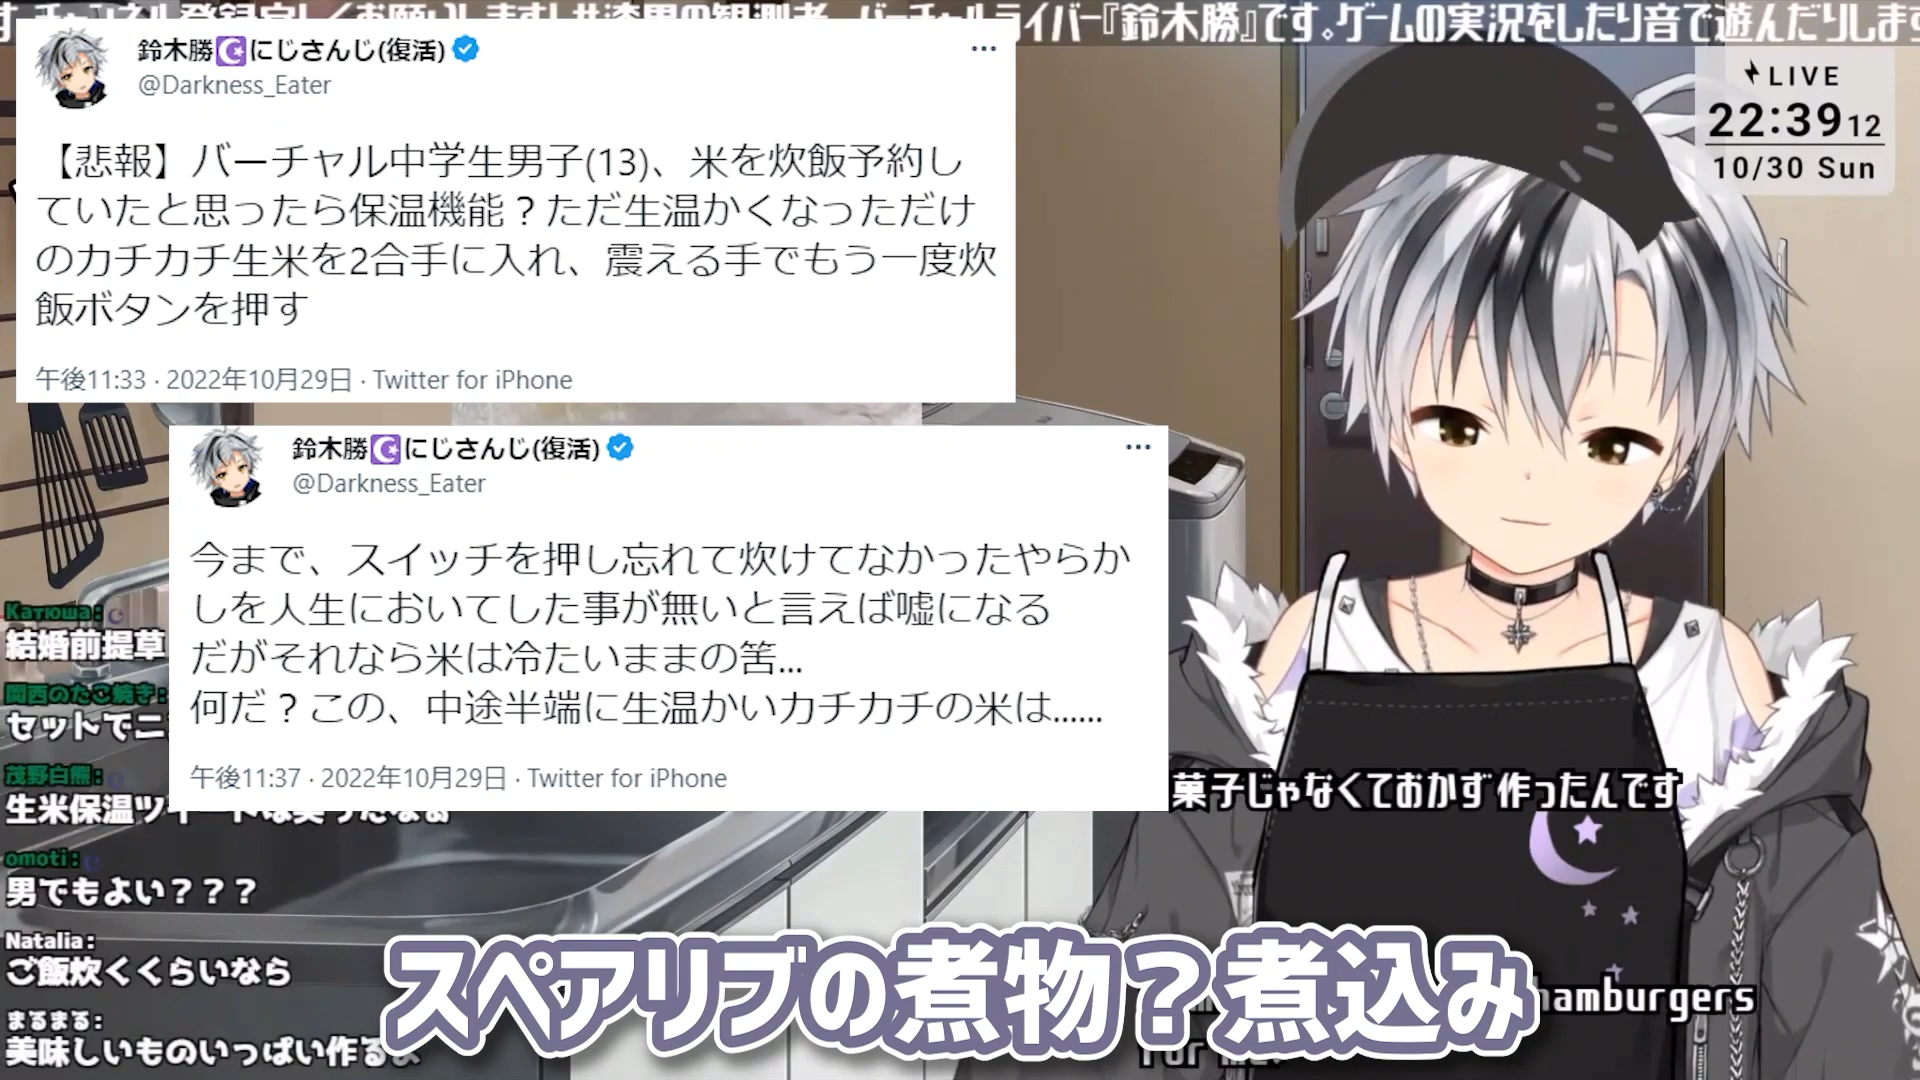 チャンネル登録宜しくお願いします！#漆黒の観測者 バーチャルライバー『鈴木勝』です。ゲームの実況をしたり音で遊んだりします
鈴木勝☪にじさんじ(復活)
@Darkness_Eater
【悲報】バーチャル中学生男子(13)、米を炊飯予約し
ていたと思ったら保温機能？ただ生温かくなっただけ
のカチカチ生米を2合手に入れ、震える手でもう一度炊
飯ボタンを押す
午後11:33 · 2022年10月29日 · Twitter for iPhone
LIVE
22:39 12
10/30 Sun
鈴木勝☪にじさんじ(復活)
@Darkness_Eater
今まで、スイッチを押し忘れて炊けてなかったやらか
しを人生においてした事が無いと言えば嘘になる
だがそれなら米は冷たいままの筈...
何だ？この、中途半端に生温かいカチカチの米は......
午後11:37 · 2022年10月29日 · Twitter for iPhone
Катюша:
結婚前提草
関西のたこ焼き:
セットでニ
茂野白熊:
生米保温ツイートは笑ったなぁ
omoti:
男でもよい？？？
Natalia:
ご飯炊くくらいなら
まるまる:
美味しいものいっぱい作るよ
菓子じゃなくておかず作ったんです
スペアリブの煮物？煮込み
hamburgers
for me.